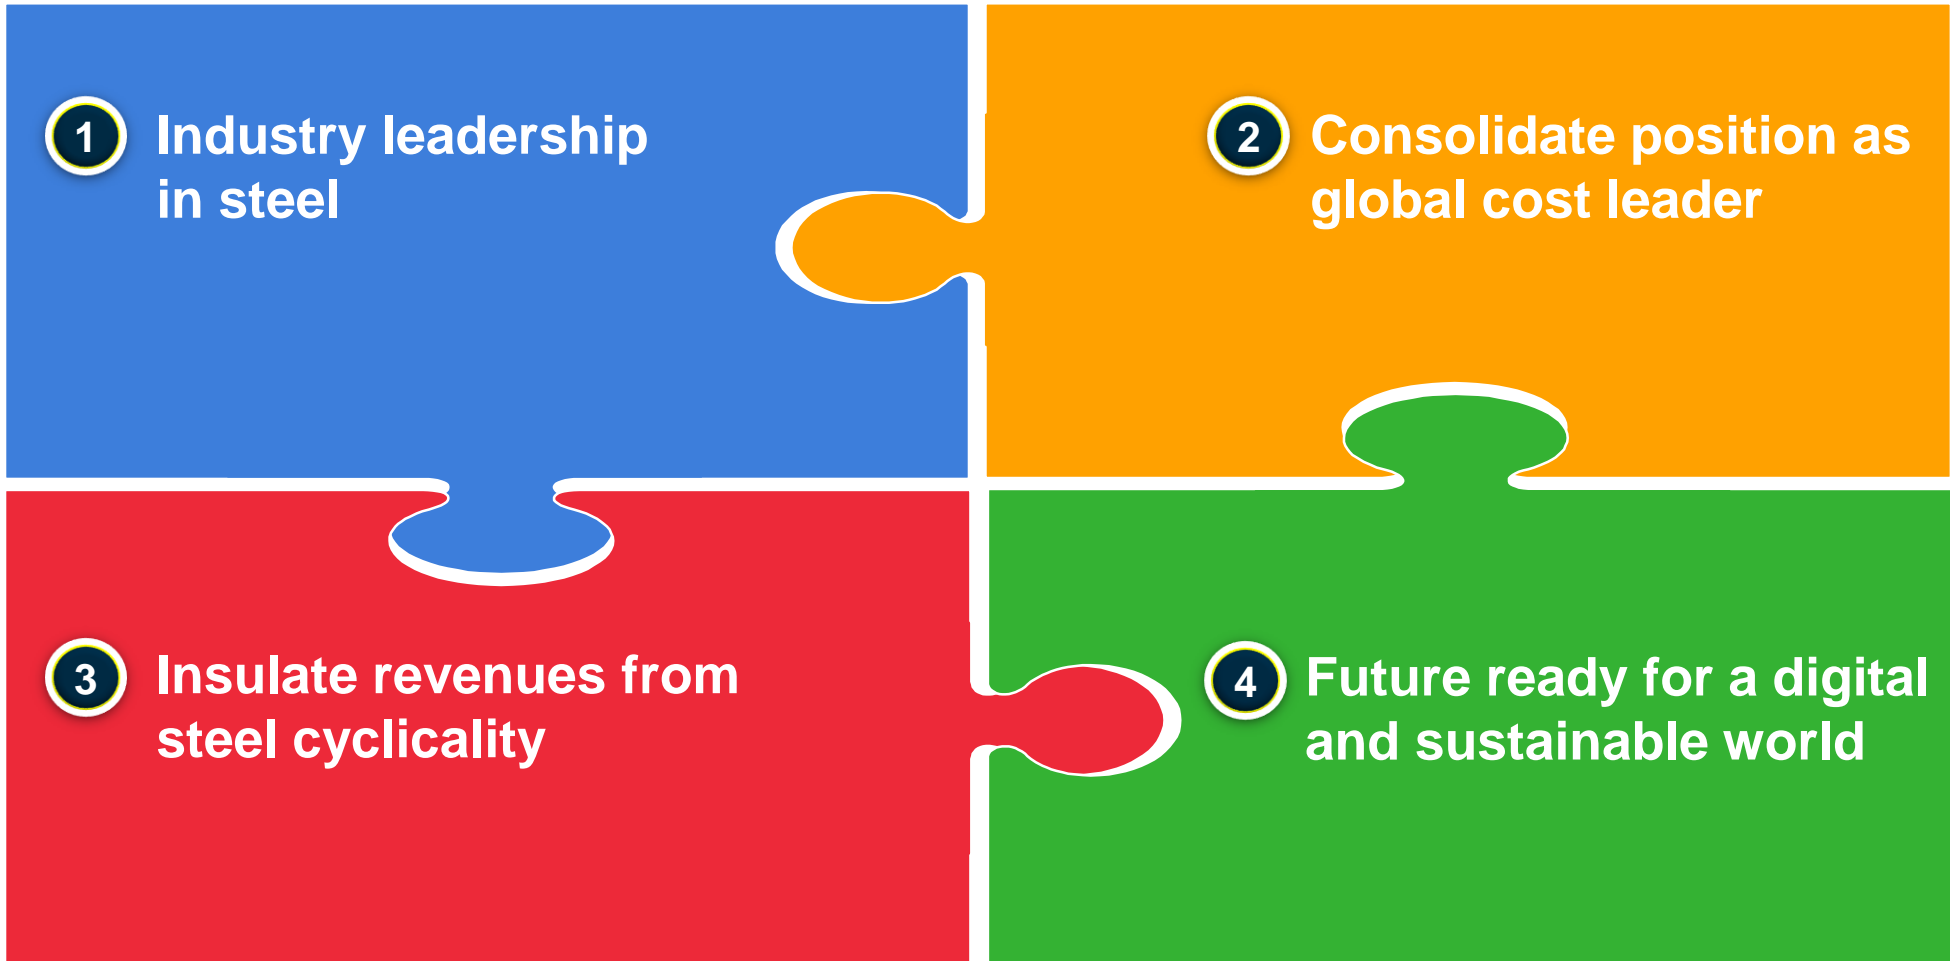 1
Industry leadership
in steel
2
Consolidate position as
global cost leader
3
Insulate revenues from
steel cyclicality
4
Future ready for a digital
and sustainable world